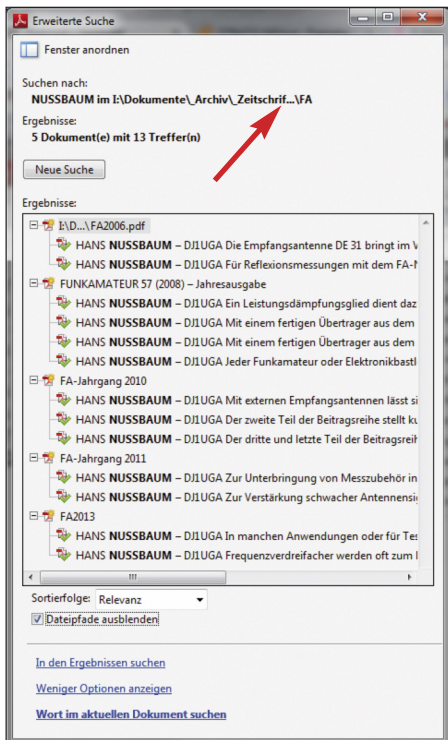 Erweiterte Suche
Fenster anordnen
Suchen nach:
NUSSBAUM im I:\Dokumente\_Archiv\_Zeitschrif...\FA
Ergebnisse:
5 Dokument(e) mit 13 Treffer(n)
Neue Suche
Ergebnisse:
I:\D...\FA2006.pdf
HANS NUSSBAUM – DJ1UGA Die Empfangsantenne DE 31 bringt im
HANS NUSSBAUM – DJ1UGA Für Reflexionsmessungen mit dem
FUNKAMATEUR 57 (2008) – Jahresausgabe
HANS NUSSBAUM – DJ1UGA Ein Leistungsdämpfungsglied dient daz
HANS NUSSBAUM – DJ1UGA Mit einem fertigen Übertrager aus dem
HANS NUSSBAUM – DJ1UGA Mit einem fertigen Übertrager aus dem
HANS NUSSBAUM – DJ1UGA Jeder Funkamateur oder Elektronikbastl
FA-Jahrgang 2010
HANS NUSSBAUM – DJ1UGA Mit externen Empfangsantennen lässt si
HANS NUSSBAUM – DJ1UGA Der zweite Teil der Beitragsreihe stellt ku
HANS NUSSBAUM – DJ1UGA Der dritte und letzte Teil der Beitragsreih
FA-Jahrgang 2011
HANS NUSSBAUM – DJ1UGA Zur Unterbringung von Messzubehör in
HANS NUSSBAUM – DJ1UGA Zur Verstärkung schwacher Antennensig
FA2013
HANS NUSSBAUM – DJ1UGA In manchen Anwendungen oder für Tes
HANS NUSSBAUM – DJ1UGA Frequenzverdreifacher werden oft zum
Sortierfolge: Relevanz
Dateipfade ausblenden
In den Ergebnissen suchen
Weniger Optionen anzeigen
Wort im aktuellen Dokument suchen